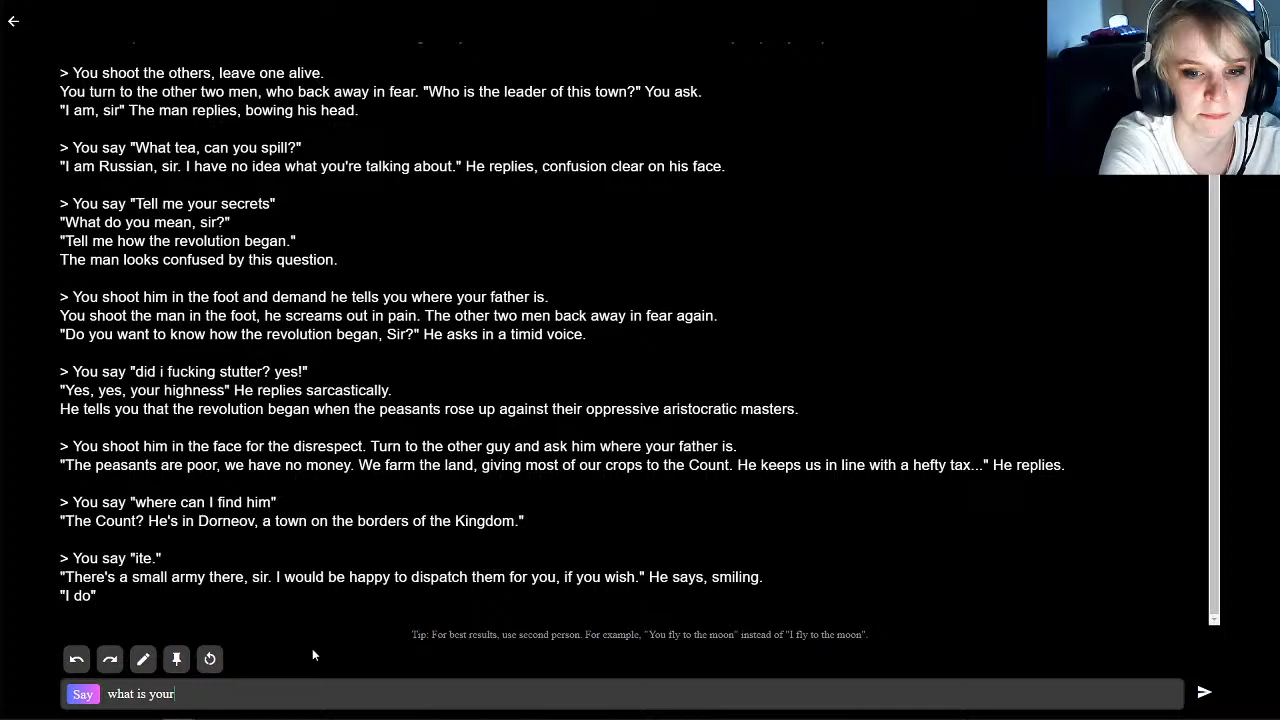 > You shoot the others, leave one alive.
You turn to the other two men, who back away in fear. "Who is the leader of this town?" You ask.
"I am, sir" The man replies, bowing his head.
> You say "What tea, can you spill?"
"I am Russian, sir. I have no idea what you're talking about." He replies, confusion clear on his face.
> You say "Tell me your secrets"
"What do you mean, sir?"
"Tell me how the revolution began."
The man looks confused by this question.
> You shoot him in the foot and demand he tells you where your father is.
You shoot the man in the foot, he screams out in pain. The other two men back away in fear again.
"Do you want to know how the revolution began, Sir?" He asks in a timid voice.
> You say "did i fucking stutter? yes!"
"Yes, yes, your highness" He replies sarcastically.
He tells you that the revolution began when the peasants rose up against their oppressive aristocratic masters.
> You shoot him in the face for the disrespect. Turn to the other guy and ask him where your father is.
"The peasants are poor, we have no money. We farm the land, giving most of our crops to the Count. He keeps us in line with a hefty tax..." He replies.
> You say "where can I find him"
"The Count? He's in Dorneov, a town on the borders of the Kingdom."
> You say "ite."
"There's a small army there, sir. I would be happy to dispatch them for you, if you wish." He says, smiling.
"I do"
Tip: For best results, use second person. For example, "You fly to the moon" instead of "I fly to the moon".
Say what is your